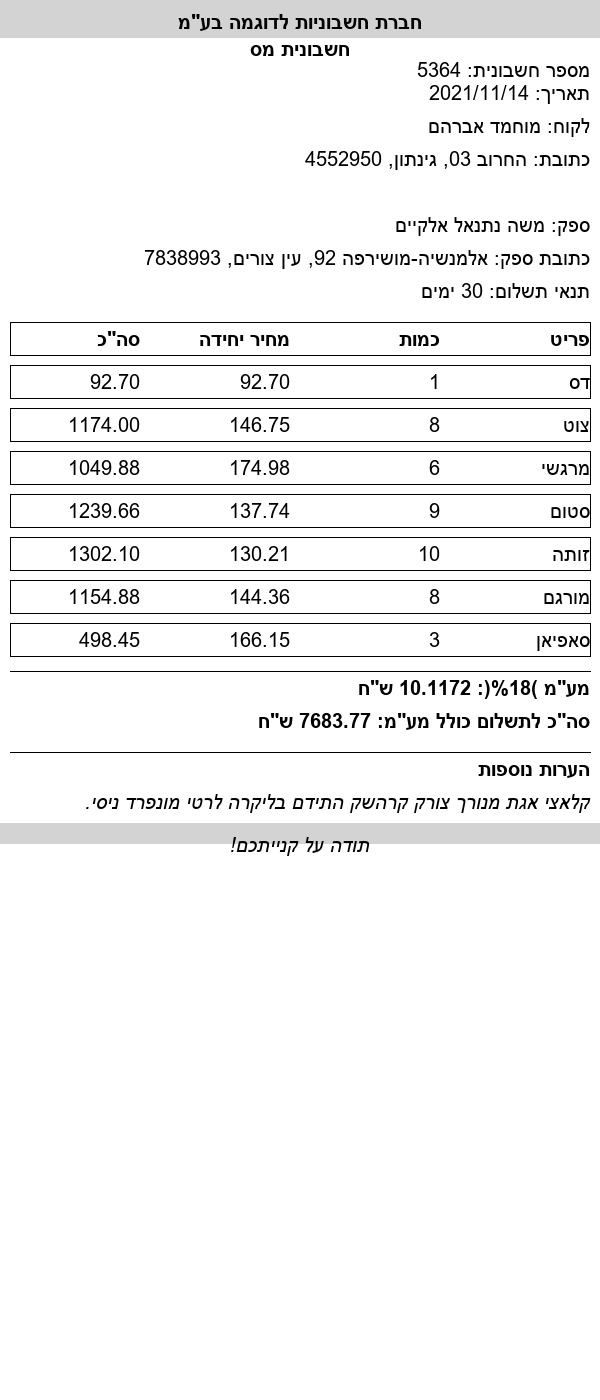 חברת חשבוניות לדוגמה בע"מ
חשבונית מס
מספר חשבונית: 5364
תאריך: 2021/11/14
לקוח: מוחמד אברהם
כתובת: החרוב 03, גינתון, 4552950
ספק: משה נתנאל אלקיים
כתובת ספק: אלמנשיה-מושירפה 92, עין צורים, 7838993
תנאי תשלום: 30 ימים
פריט כמות מחיר יחידה סה"כ
דס 1 92.70 92.70
צוט 8 146.75 1174.00
מרגשי 6 174.98 1049.88
סטום 9 137.74 1239.66
זותה 10 130.21 1302.10
מורגם 8 144.36 1154.88
סאפיאן 3 166.15 498.45
מע"מ )18%(: 10.1172 ש"ח
סה"כ לתשלום כולל מע"מ: 7683.77 ש"ח
הערות נוספות
קלאצי אגת מנורך צורק קרהשק התידם בליקרה לרטי מונפרד ניסי.
תודה על קנייתכם!